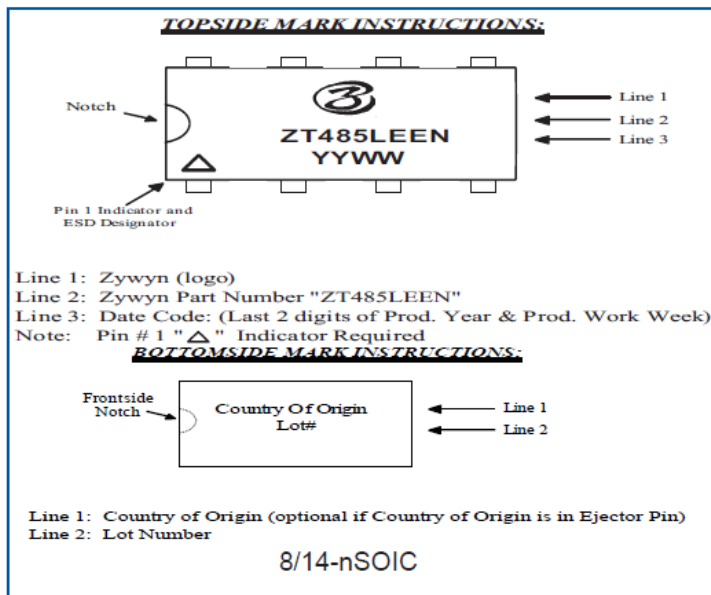 TOPSIDE MARK INSTRUCTIONS:
Notch
ZT485LEEN
YYWW
Line 1
Line 2
Line 3
Pin 1 Indicator and
ESD Designator
Line 1: Zywyn (logo)
Line 2: Zywyn Part Number "ZT485LEEN"
Line 3: Date Code: (Last 2 digits of Prod. Year & Prod. Work Week)
Note: Pin # 1 "△" Indicator Required
BOTTOMSIDE MARK INSTRUCTIONS:
Frontside
Notch
Country Of Origin
Lot#
Line 1
Line 2
Line 1: Country of Origin (optional if Country of Origin is in Ejector Pin)
Line 2: Lot Number
8/14-nSOIC